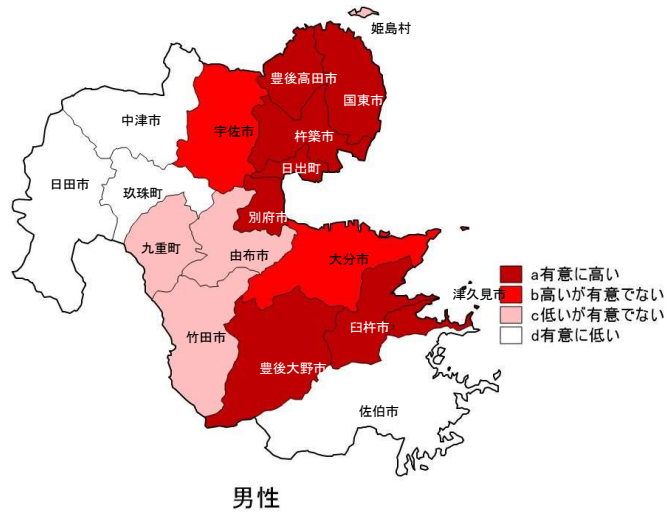 姫島村
豊後高田市
国東市
中津市
宇佐市
杵築市
日出町
日田市
玖珠町
別府市
九重町
由布市
大分市
a有意に高い
津久見市
b高いが有意でない
c低いが有意でない
d有意に低い
竹田市
臼杵市
豊後大野市
佐伯市
男性